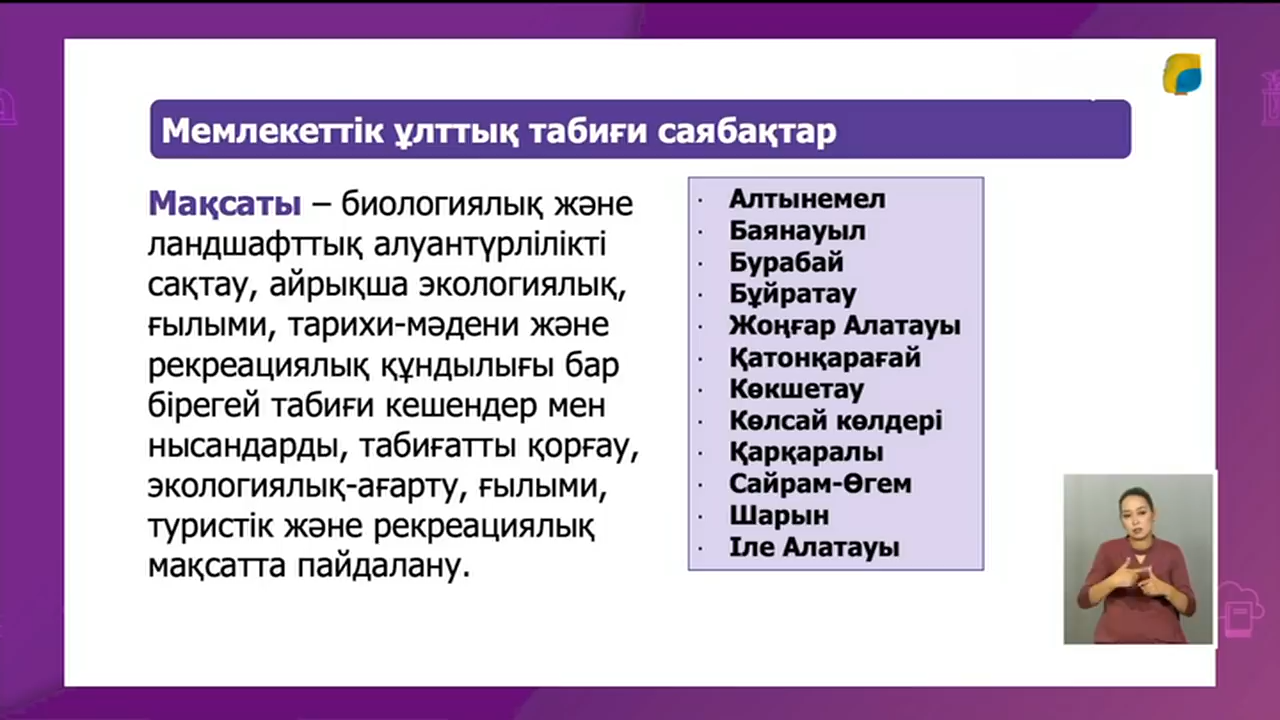 Мемлекеттік ұлттық табиғи саябақтар
Мақсаты – биологиялық және
ландшафттық алуантүрлілікті
сақтау, айрықша экологиялық,
ғылыми, тарихи-мәдени және
рекреациялық құндылығы бар
бірегей табиғи кешендер мен
нысандарды, табиғатты қорғау,
экологиялық-ағарту, ғылыми,
туристік және рекреациялық
мақсатта пайдалану.
· Алтынемел
· Баянауыл
· Бурабай
· Бұйратау
· Жоңғар Алатауы
· Қатонқарағай
· Көкшетау
· Көлсай көлдері
· Қарқаралы
· Сайрам-Өгем
· Шарын
· Іле Алатауы